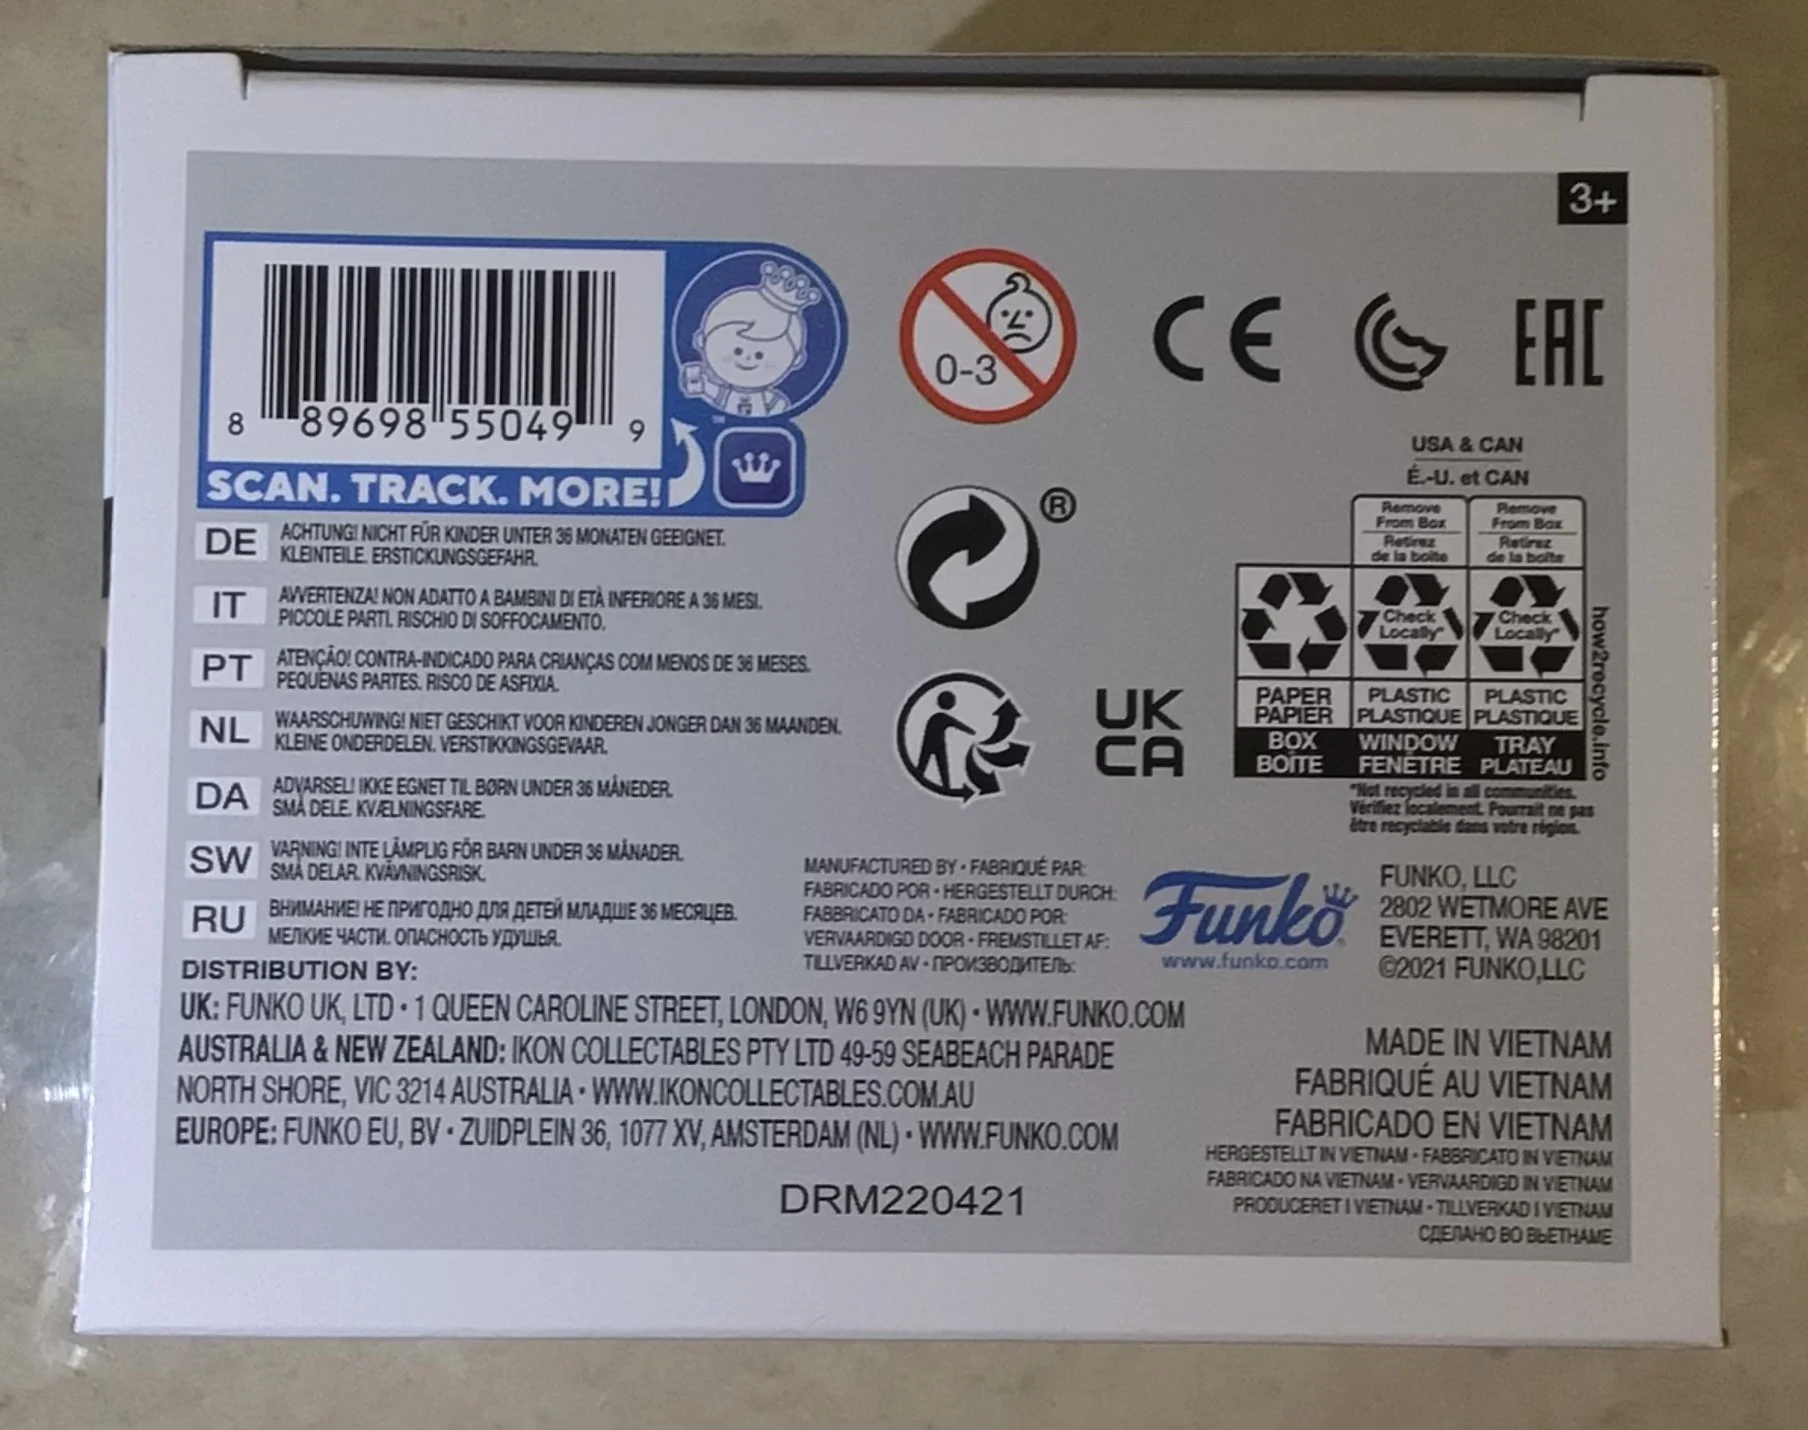 3+
8 89698 55049 9
SCAN. TRACK. MORE!
0-3
CE
EAC
®
UK
CA
USA & CAN
É.-U. et CAN
Remove
From Box
Retirez
de la boîte
Remove
From Box
Retirez
de la boîte
Check
Locally*
Check
Locally*
PAPER
PAPIER
PLASTIC
PLASTIQUE
PLASTIC
PLASTIQUE
BOX
BOÎTE
WINDOW
FENÊTRE
TRAY
PLATEAU
how2recycle.info
*Not recycled in all communities.
Vérifiez localement. Pourrait ne pas
être recyclable dans votre région.
DE ACHTUNG! NICHT FÜR KINDER UNTER 36 MONATEN GEEIGNET.
KLEINTEILE. ERSTICKUNGSGEFAHR.
IT AVVERTENZA! NON ADATTO A BAMBINI DI ETÀ INFERIORE A 36 MESI.
PICCOLE PARTI. RISCHIO DI SOFFOCAMENTO.
PT ATENÇÃO! CONTRA-INDICADO PARA CRIANÇAS COM MENOS DE 36 MESES.
PEQUENAS PARTES. RISCO DE ASFIXIA.
NL WAARSCHUWING! NIET GESCHIKT VOOR KINDEREN JONGER DAN 36 MAANDEN.
KLEINE ONDERDELEN. VERSTIKKINGSGEVAAR.
DA ADVARSEL! IKKE EGNET TIL BØRN UNDER 36 MÅNEDER.
SMÅ DELE. KVÆLNINGSFARE.
SW VARNING! INTE LÄMPLIG FÖR BARN UNDER 36 MÅNADER.
SMÅ DELAR. KVÄVNINGSRISK.
RU ВНИМАНИЕ! НЕ ПРИГОДНО ДЛЯ ДЕТЕЙ МЛАДШЕ 36 МЕСЯЦЕВ.
МЕЛКИЕ ЧАСТИ. ОПАСНОСТЬ УДУШЬЯ.
MANUFACTURED BY • FABRIQUÉ PAR:
FABRICADO POR • HERGESTELLT DURCH:
FABBRICATO DA • FABRICADO POR:
VERVAARDIGD DOOR • FREMSTILLET AF:
TILLVERKAD AV • ПРОИЗВОДИТЕЛЬ:
Funko
www.funko.com
FUNKO, LLC
2802 WETMORE AVE
EVERETT, WA 98201
©2021 FUNKO,LLC
DISTRIBUTION BY:
UK: FUNKO UK, LTD • 1 QUEEN CAROLINE STREET, LONDON, W6 9YN (UK) • WWW.FUNKO.COM
AUSTRALIA & NEW ZEALAND: IKON COLLECTABLES PTY LTD 49-59 SEABEACH PARADE
NORTH SHORE, VIC 3214 AUSTRALIA • WWW.IKONCOLLECTABLES.COM.AU
EUROPE: FUNKO EU, BV • ZUIDPLEIN 36, 1077 XV, AMSTERDAM (NL) • WWW.FUNKO.COM
DRM220421
MADE IN VIETNAM
FABRIQUÉ AU VIETNAM
FABRICADO EN VIETNAM
HERGESTELLT IN VIETNAM • FABBRICATO IN VIETNAM
FABRICADO NA VIETNAM • VERVAARDIGD IN VIETNAM
PRODUCERET I VIETNAM • TILLVERKAD I VIETNAM
СДЕЛАНО ВО ВЬЕТНАМЕ